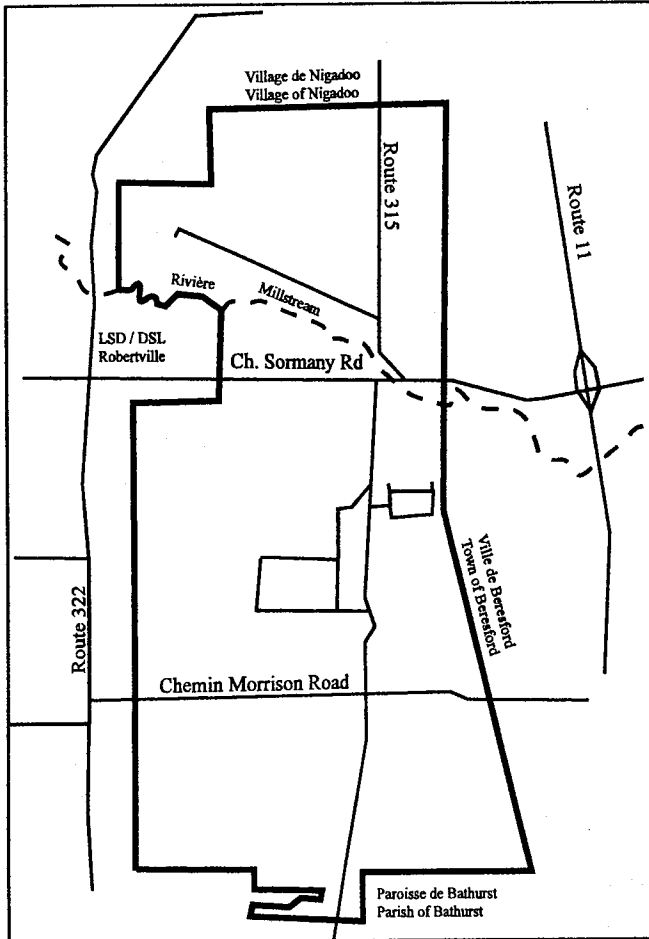 Village de Nigadoo
Village of Nigadoo
Route 315
Route 11
Rivière
Millstream
LSD / DSL
Robertville
Ch. Sormany Rd
Ville de Beresford
Town of Beresford
Route 322
Chemin Morrison Road
Paroisse de Bathurst
Parish of Bathurst